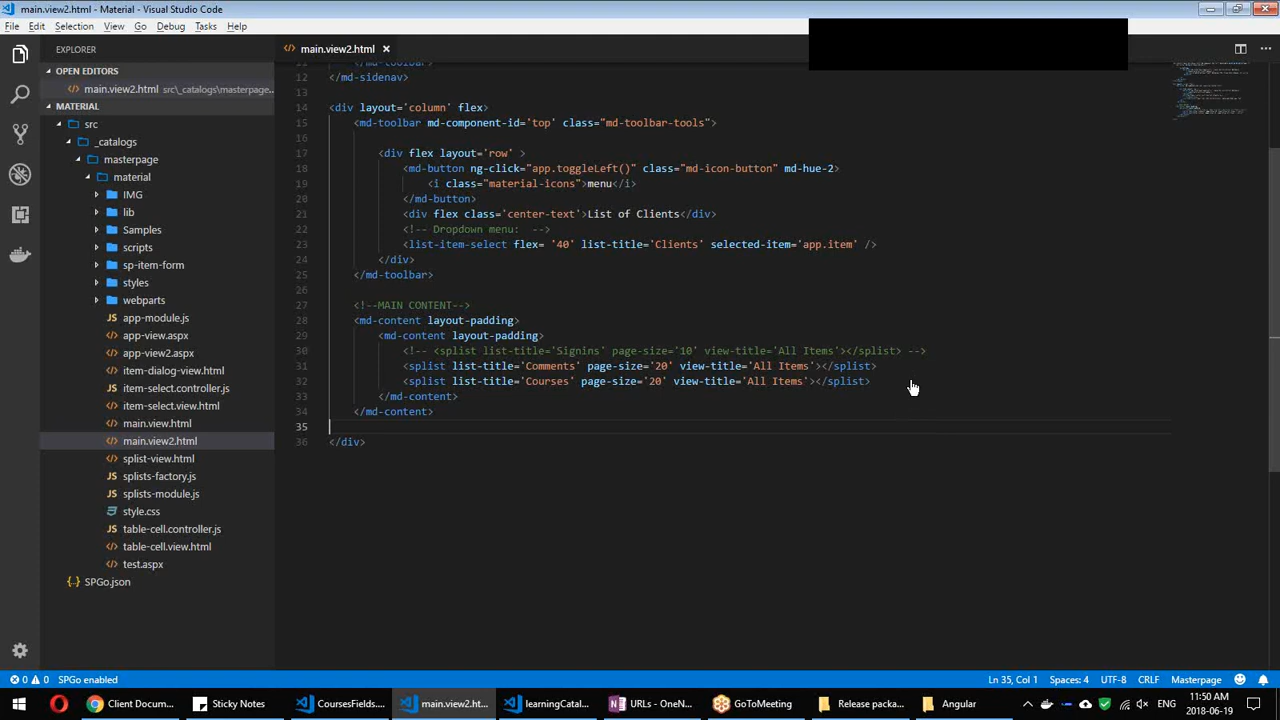 main.view2.html - Material - Visual Studio Code
File Edit Selection View Go Debug Tasks Help
EXPLORER
OPEN EDITORS
main.view2.html src\_catalogs\masterpage...
MATERIAL
src
_catalogs
masterpage
material
IMG
lib
Samples
scripts
sp-item-form
styles
webparts
app-module.js
app-view.aspx
app-view2.aspx
item-dialog-view.html
item-select.controller.js
item-select.view.html
main.view.html
main.view2.html
splist-view.html
splists-factory.js
splists-module.js
style.css
table-cell.controller.js
table-cell.view.html
test.aspx
SPGo.json
main.view2.html
11 </md-toolbar>
12 </md-sidenav>
13
14 <div layout='column' flex>
15 <md-toolbar md-component-id='top' class="md-toolbar-tools">
16
17 <div flex layout='row' >
18 <md-button ng-click="app.toggleLeft()" class="md-icon-button" md-hue-2>
19 <i class="material-icons">menu</i>
20 </md-button>
21 <div flex class='center-text'>List of Clients</div>
22 <!-- Dropdown menu:  -->
23 <list-item-select flex= '40' list-title='Clients' selected-item='app.item' />
24 </div>
25 </md-toolbar>
26
27 <!--MAIN CONTENT-->
28 <md-content layout-padding>
29 <md-content layout-padding>
30 <!-- <splist list-title='Signins' page-size='10' view-title='All Items'></splist> -->
31 <splist list-title='Comments' page-size='20' view-title='All Items'></splist>
32 <splist list-title='Courses' page-size='20' view-title='All Items'></splist>
33 </md-content>
34 </md-content>
35
36 </div>
0 0 SPGo enabled
Ln 35, Col 1 Spaces: 4 UTF-8 CRLF HTML Masterpage
Client Docum... Sticky Notes CoursesFields.... main.view2.ht... learningCatal... URLs - OneN... GoToMeeting Release packa... Angular
ENG
11:50 AM
2018-06-19